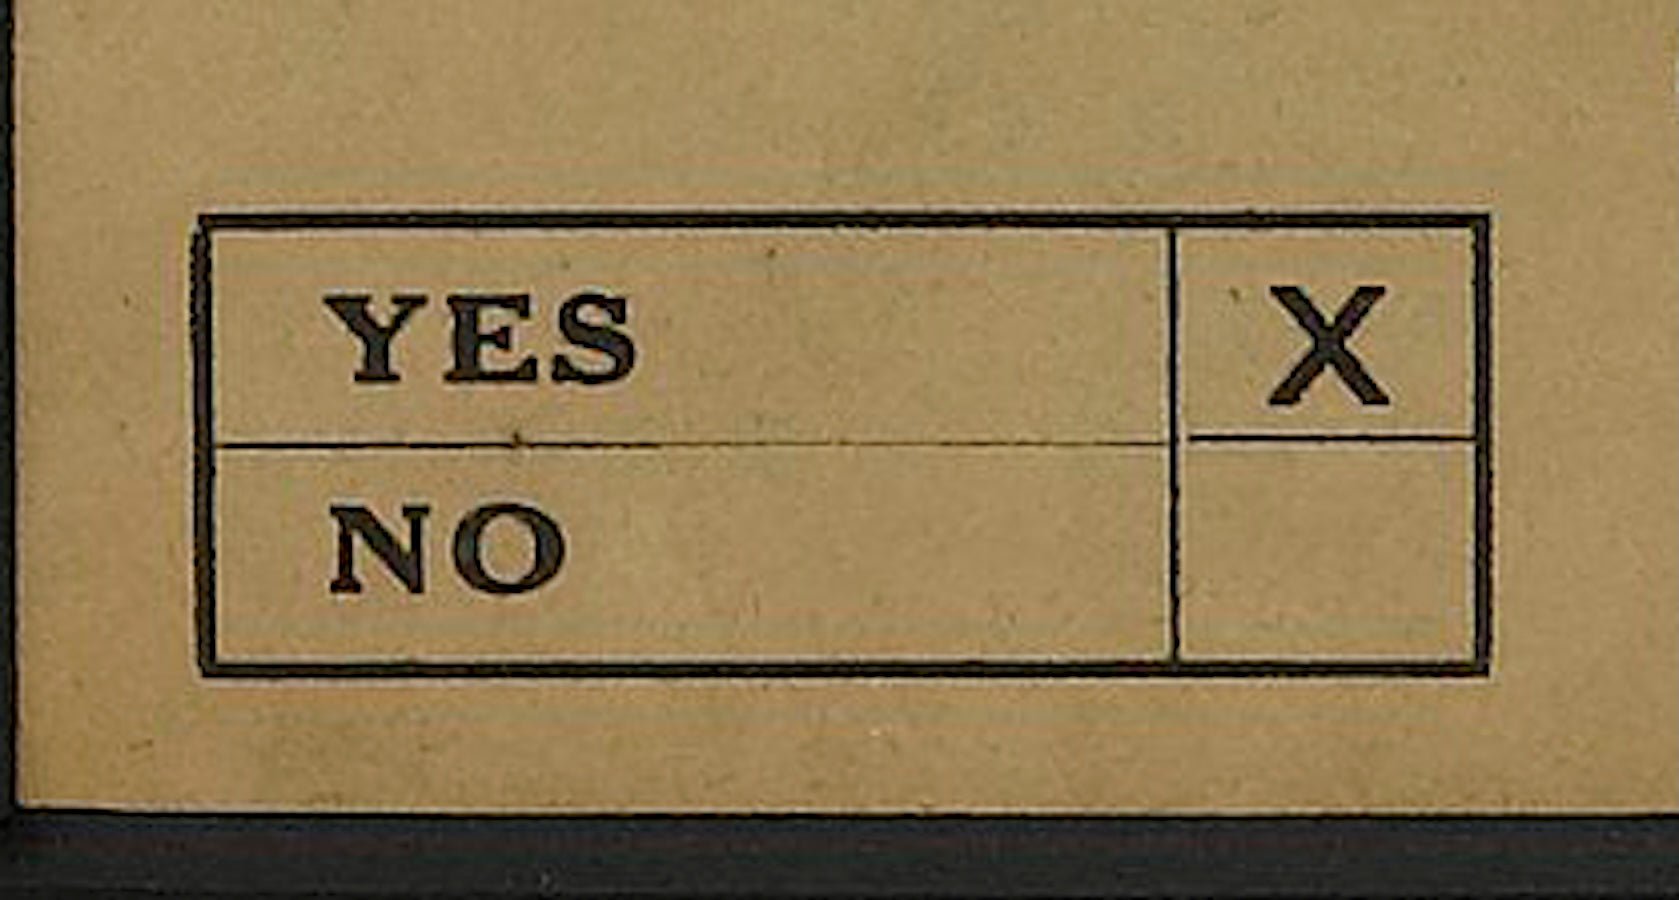 YES X
NO